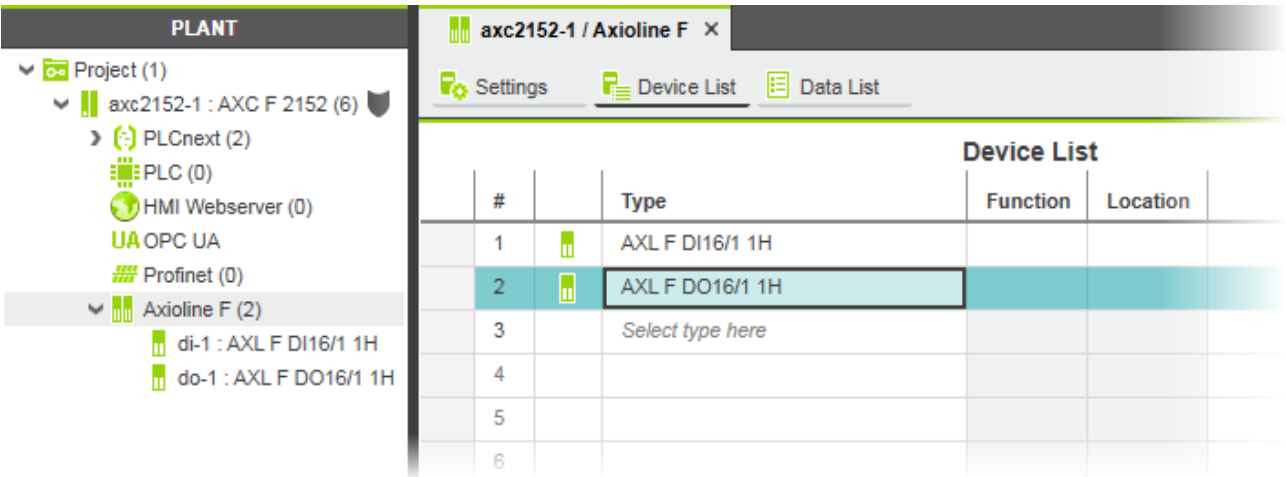 PLANT
Project (1)
axc2152-1 : AXC F 2152 (6)
PLCnext (2)
PLC (0)
HMI Webserver (0)
UA OPC UA
Profinet (0)
Axioline F (2)
di-1 : AXL F DI16/1 1H
do-1 : AXL F DO16/1 1H
axc2152-1 / Axioline F ×
Settings Device List Data List
Device List
# Type Function Location
1 AXL F DI16/1 1H
2 AXL F DO16/1 1H
3 Select type here
4
5
6